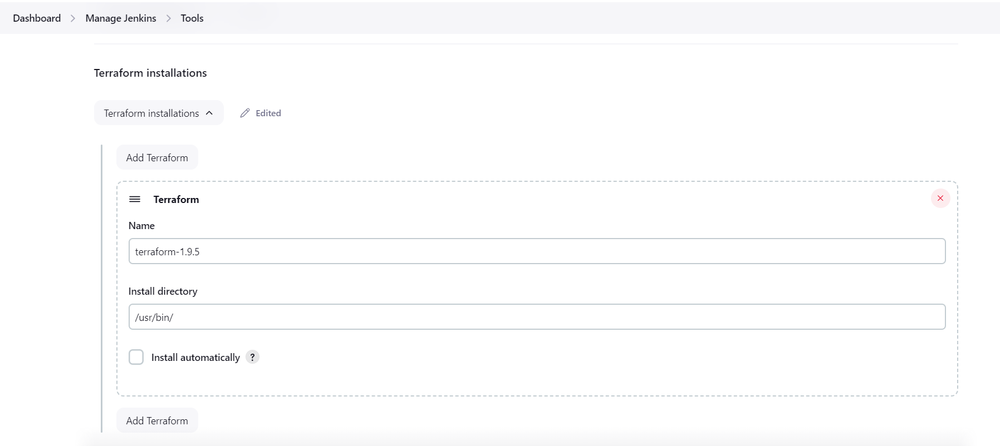 Dashboard > Manage Jenkins > Tools
Terraform installations
Terraform installations Edited
Add Terraform
Terraform
Name
terraform-1.9.5
Install directory
/usr/bin/
Install automatically ?
Add Terraform